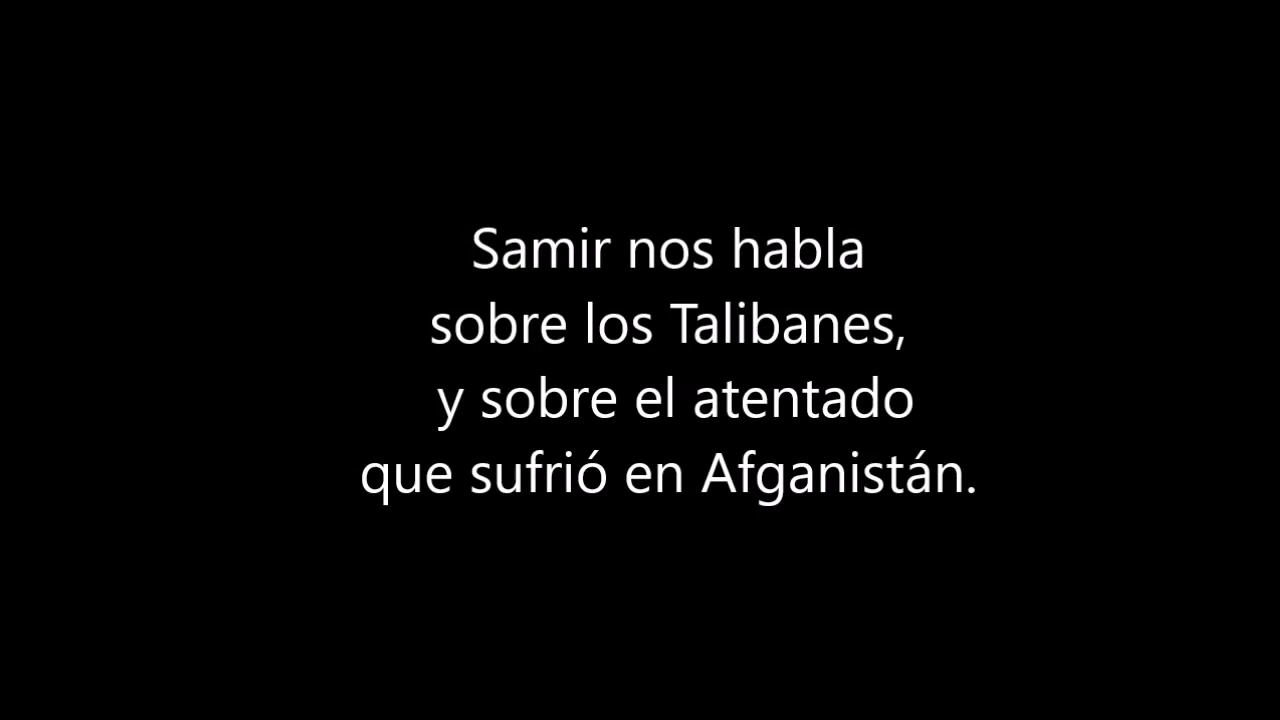 Samir nos habla
sobre los Talibanes,
y sobre el atentado
que sufrió en Afganistán.